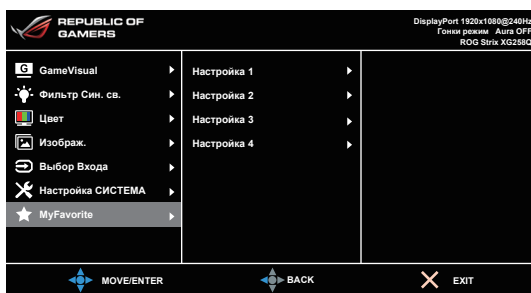 REPUBLIC OF
GAMERS
DisplayPort 1920x1080@240Hz
Гонки режим Aura OFF
ROG Strix XG258Q
G GameVisual
Фильтр Син. св.
Цвет
Изображ.
Выбор Входа
Настройка СИСТЕМА
MyFavorite
Настройка 1
Настройка 2
Настройка 3
Настройка 4
MOVE/ENTER
BACK
EXIT